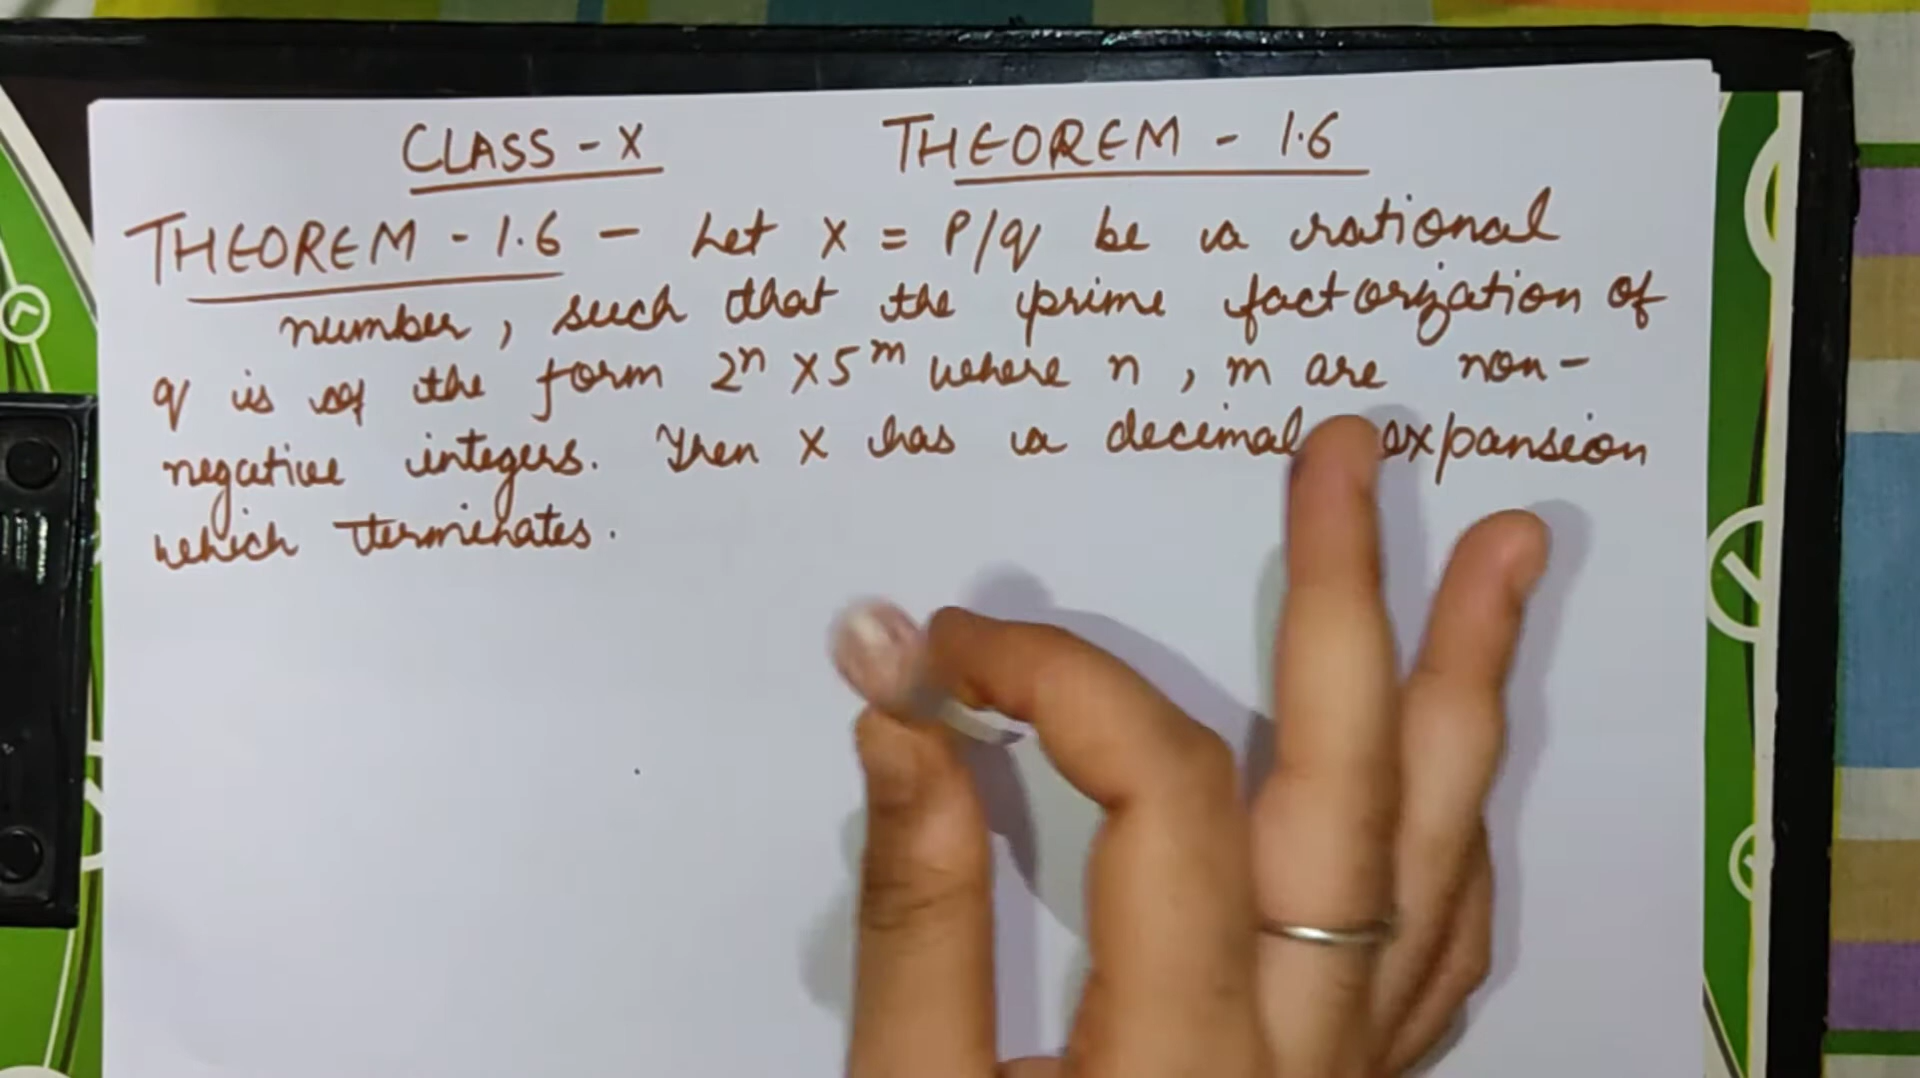 CLASS - X THEOREM - 1.6
THEOREM - 1.6 - Let x = P/q be a rational
number, such that the prime factorization of
q is of the form 2ⁿ x 5ᵐ where n, m are non-
negative integers. Then x has a decimal expansion
which terminates.